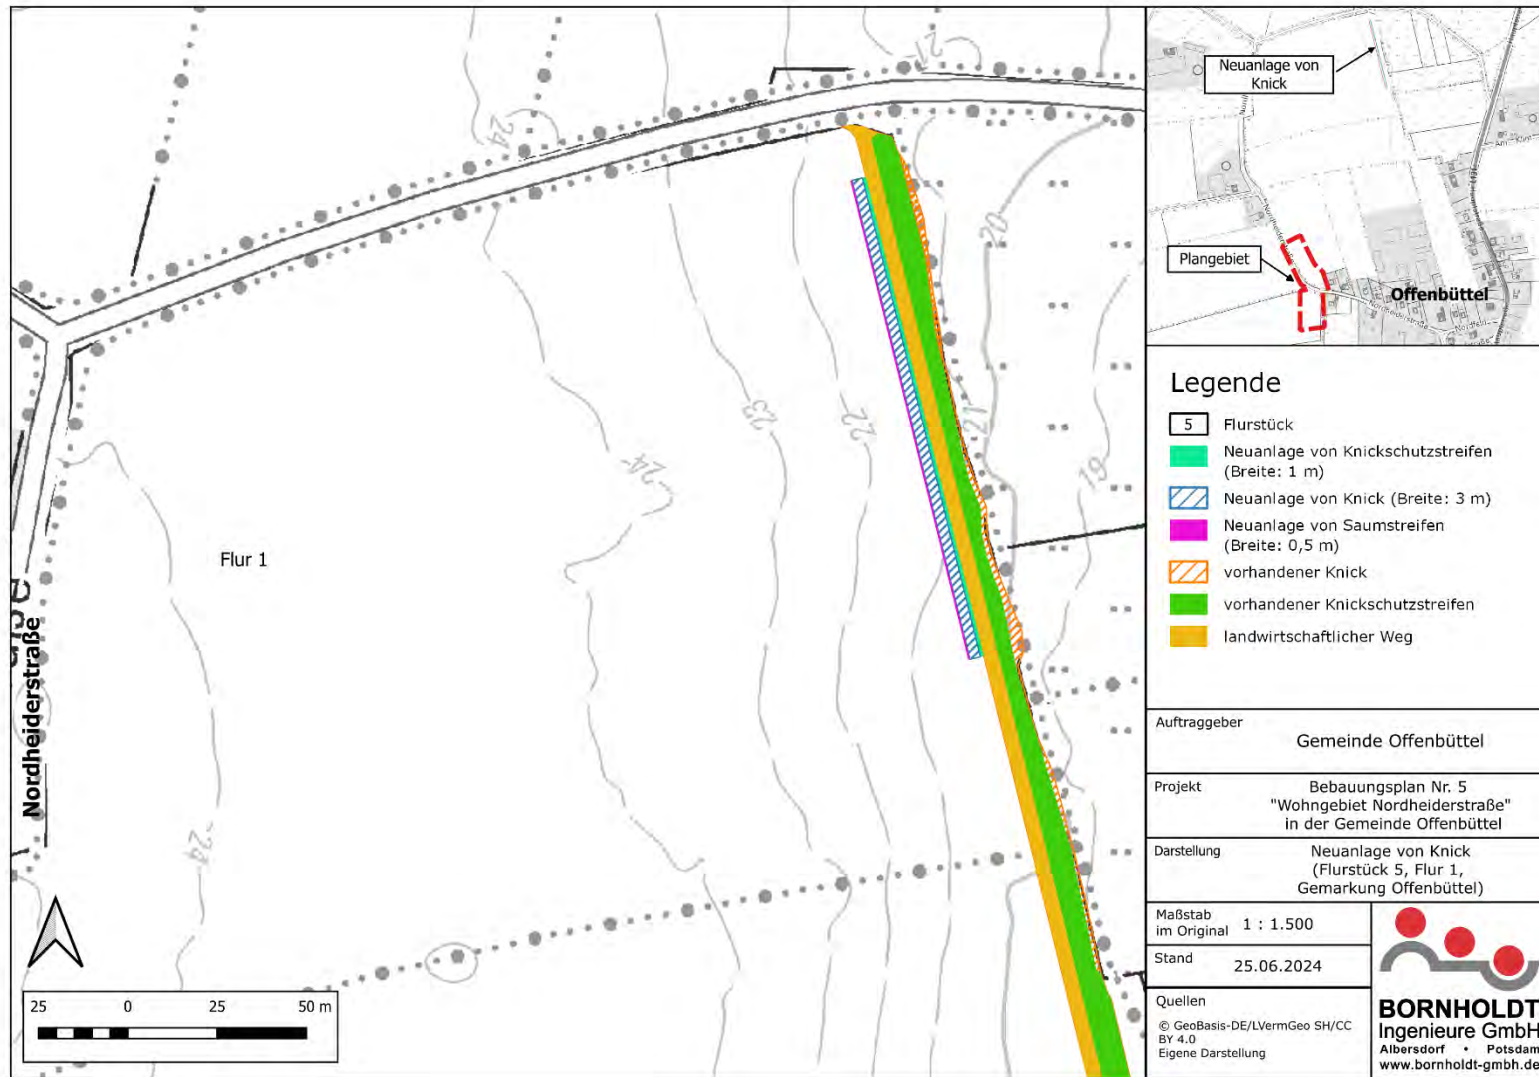 Neuanlage von
Knick
Plangebiet
Offenbüttel
Nordheiderstraße
Nordfeld
24
21
20
23
22
24
21
19
24
Flur 1
Nordheiderstraße
25 0 25 50 m
Legende
5 Flurstück
Neuanlage von Knickschutzstreifen
(Breite: 1 m)
Neuanlage von Knick (Breite: 3 m)
Neuanlage von Saumstreifen
(Breite: 0,5 m)
vorhandener Knick
vorhandener Knickschutzstreifen
landwirtschaftlicher Weg
Auftraggeber
Gemeinde Offenbüttel
Projekt
Bebauungsplan Nr. 5
"Wohngebiet Nordheiderstraße"
in der Gemeinde Offenbüttel
Darstellung
Neuanlage von Knick
(Flurstück 5, Flur 1,
Gemarkung Offenbüttel)
Maßstab
im Original 1 : 1.500
Stand
25.06.2024
Quellen
© GeoBasis-DE/LVermGeo SH/CC
BY 4.0
Eigene Darstellung
BORNHOLDT
Ingenieure GmbH
Albersdorf • Potsdam
www.bornholdt-gmbh.de